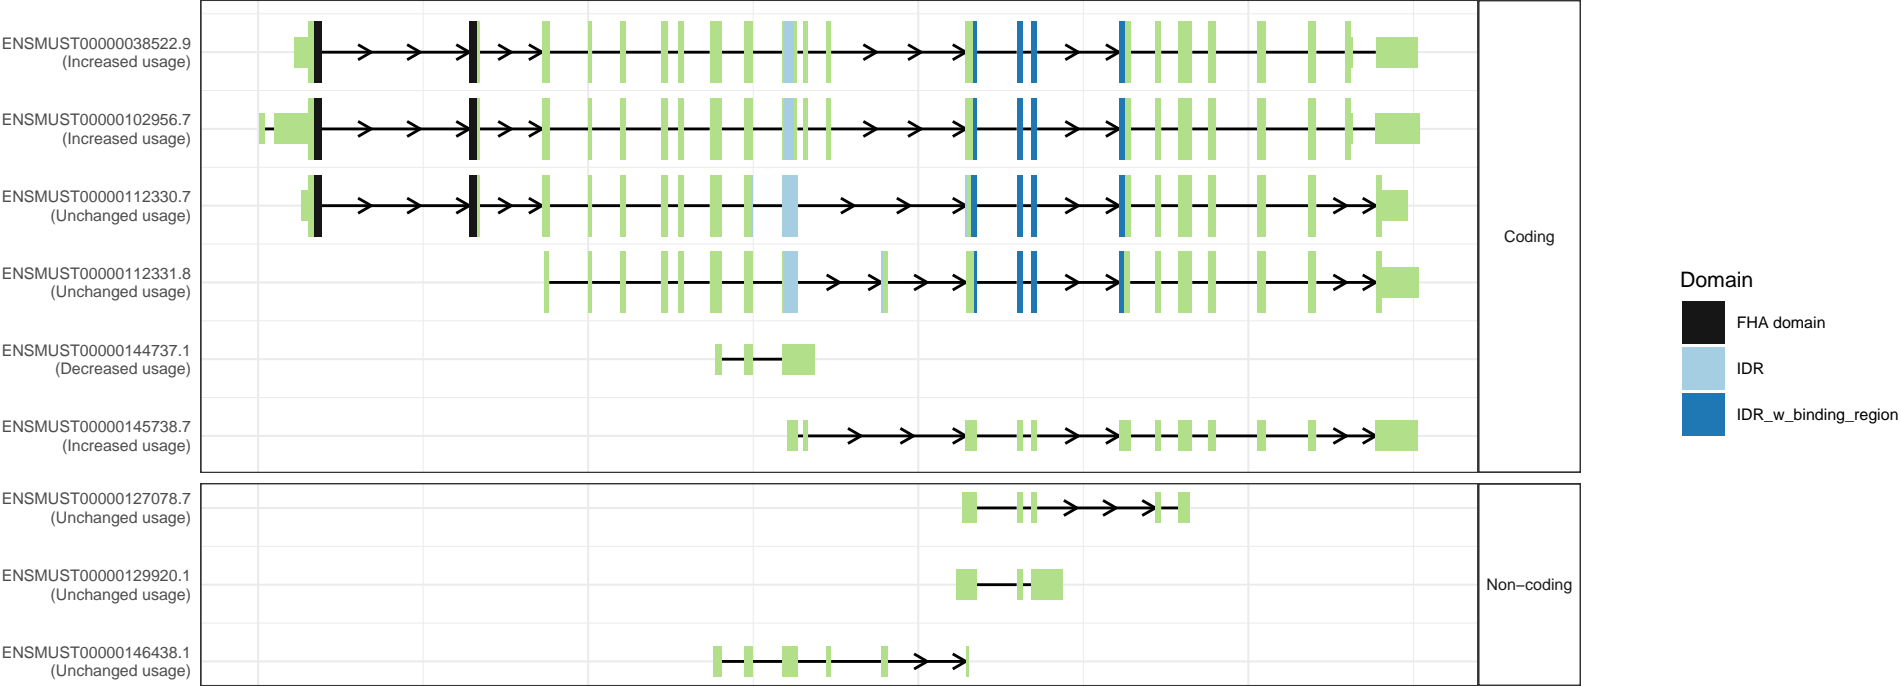 ENSMUST00000038522.9
(Increased usage)
ENSMUST00000102956.7
(Increased usage)
ENSMUST00000112330.7
(Unchanged usage)
ENSMUST00000112331.8
(Unchanged usage)
ENSMUST00000144737.1
(Decreased usage)
ENSMUST00000145738.7
(Increased usage)
Coding
ENSMUST00000127078.7
(Unchanged usage)
ENSMUST00000129920.1
(Unchanged usage)
ENSMUST00000146438.1
(Unchanged usage)
Non−coding
Domain
FHA domain
IDR
IDR_w_binding_region